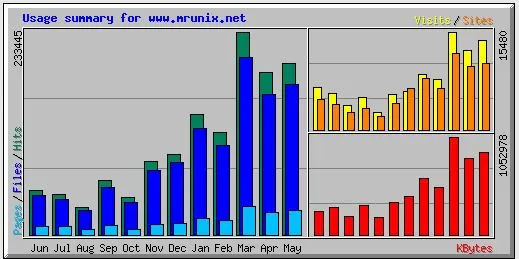 Usage summary for www.mrunix.net
Visits / Sites
233445
15480
Pages / Files / Hits
1052978
Jun Jul Aug Sep Oct Nov Dec Jan Feb Mar Apr May
KBytes